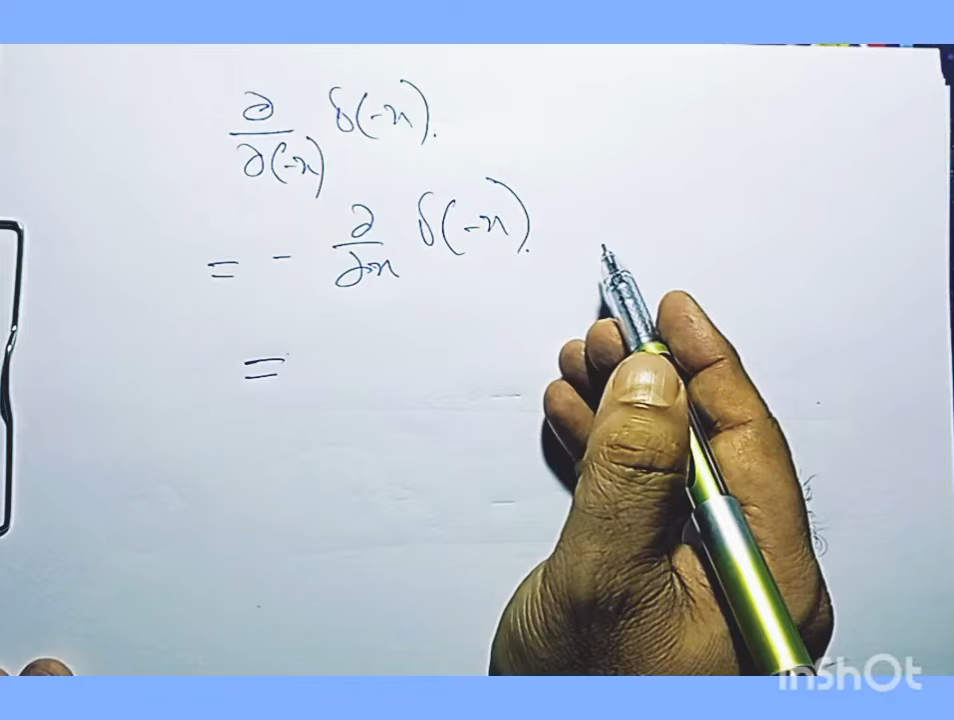 ∂/∂(-x) δ(-x).
= - ∂/∂x δ(-x).
=
InShOt